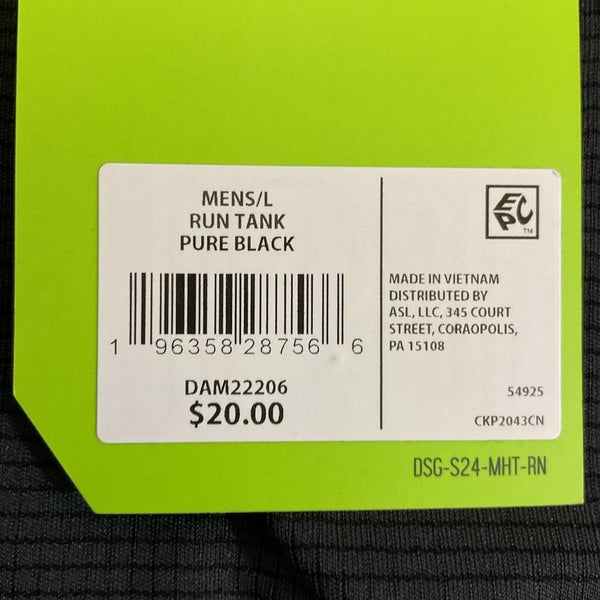 MENS/L
RUN TANK
PURE BLACK
1 96358 28756 6
DAM22206
$20.00
EPC
TM
MADE IN VIETNAM
DISTRIBUTED BY
ASL, LLC, 345 COURT
STREET, CORAOPOLIS,
PA 15108
54925
CKP2043CN
DSG-S24-MHT-RN